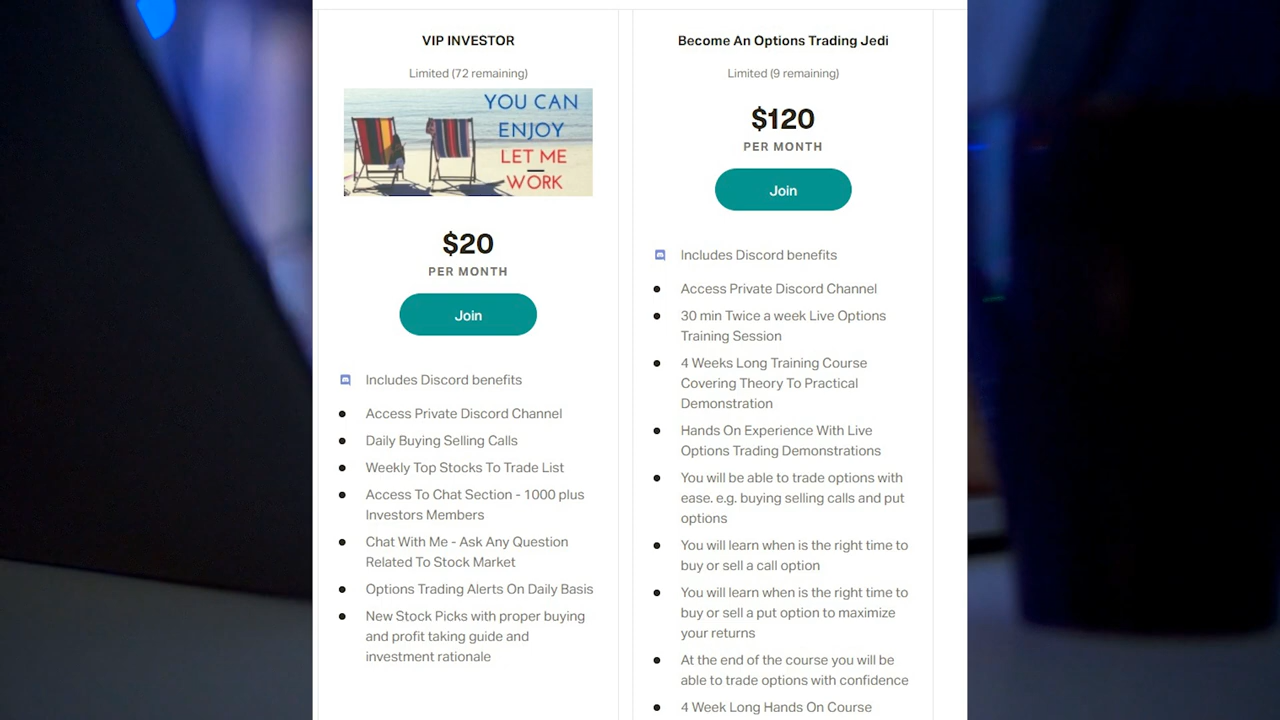 VIP INVESTOR
Limited (72 remaining)
YOU CAN
ENJOY
LET ME
WORK
$20
PER MONTH
Join
Includes Discord benefits
Access Private Discord Channel
Daily Buying Selling Calls
Weekly Top Stocks To Trade List
Access To Chat Section - 1000 plus
Investors Members
Chat With Me - Ask Any Question
Related To Stock Market
Options Trading Alerts On Daily Basis
New Stock Picks with proper buying
and profit taking guide and
investment rationale
Become An Options Trading Jedi
Limited (9 remaining)
$120
PER MONTH
Join
Includes Discord benefits
Access Private Discord Channel
30 min Twice a week Live Options
Training Session
4 Weeks Long Training Course
Covering Theory To Practical
Demonstration
Hands On Experience With Live
Options Trading Demonstrations
You will be able to trade options with
ease. e.g. buying selling calls and put
options
You will learn when is the right time to
buy or sell a call option
You will learn when is the right time to
buy or sell a put option to maximize
your returns
At the end of the course you will be
able to trade options with confidence
4 Week Long Hands On Course